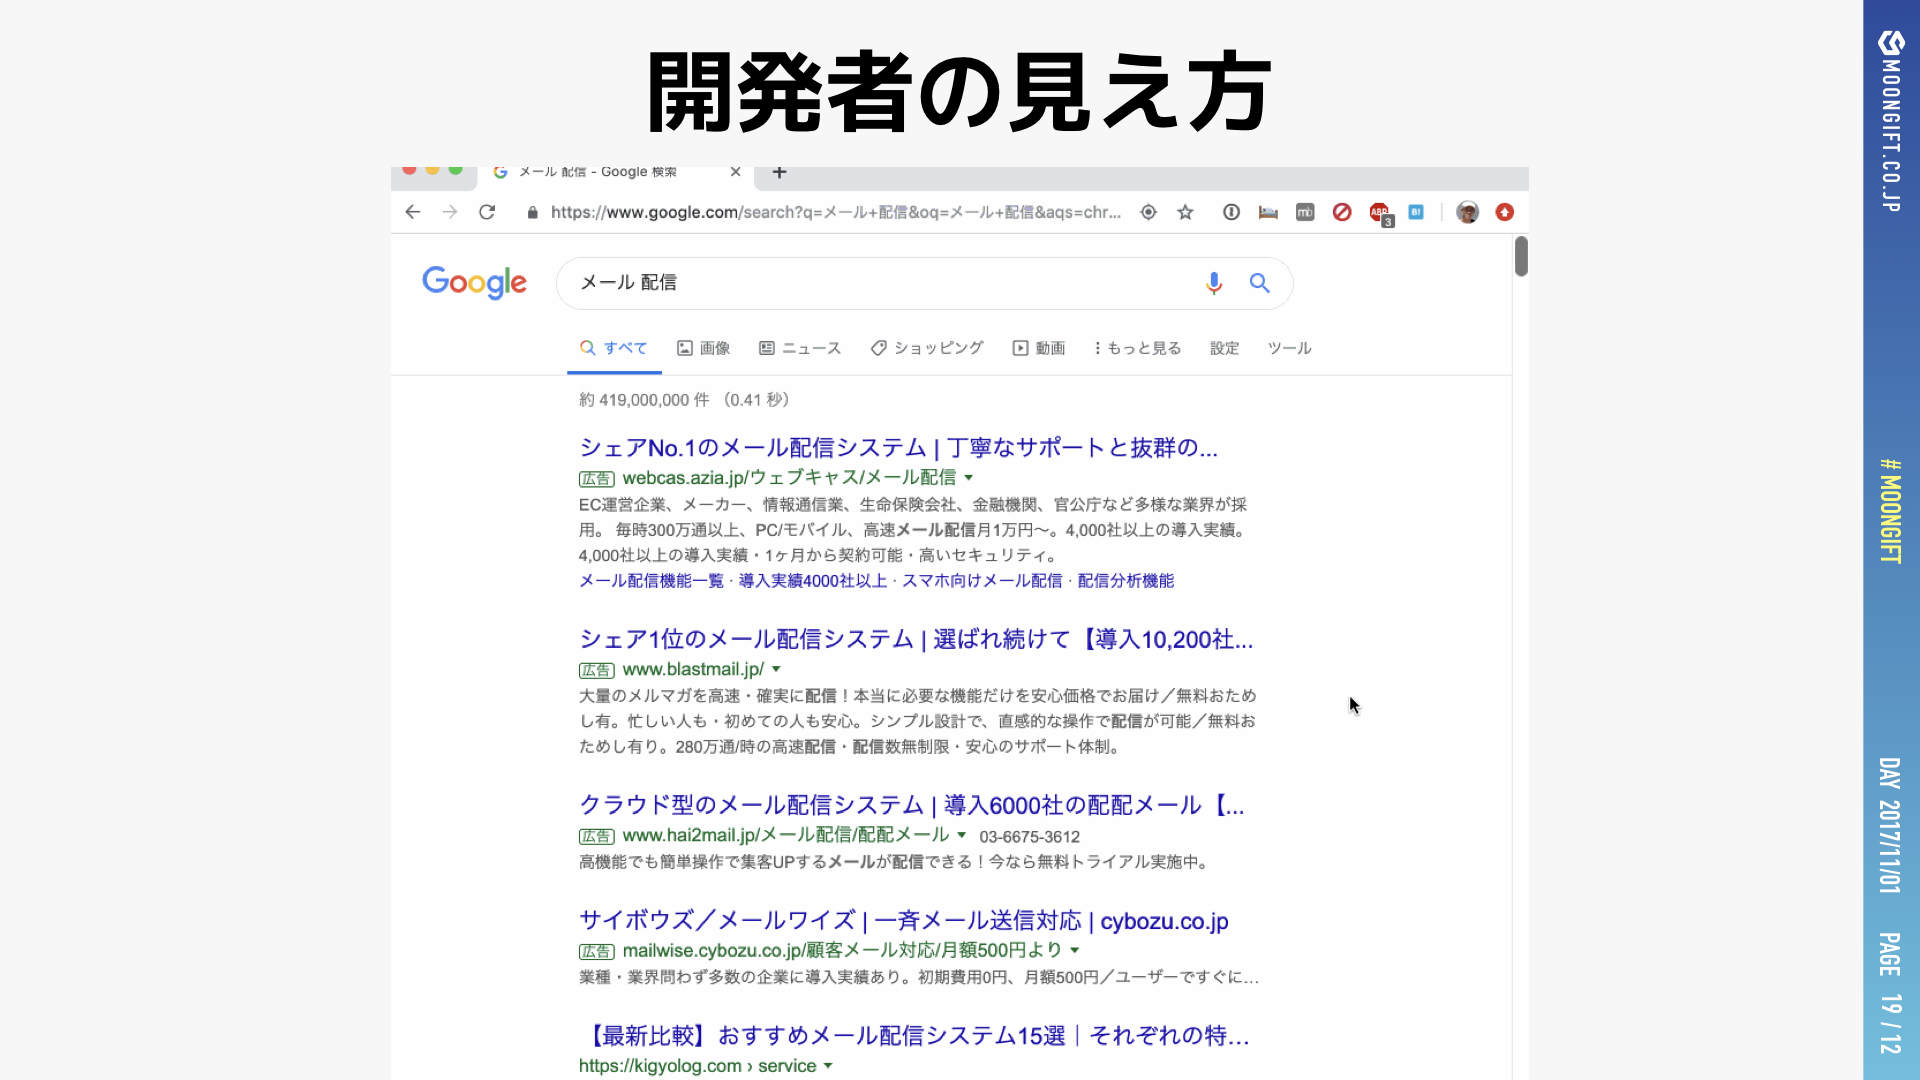 開発者の見え方
メール 配信 - Google 検索
https://www.google.com/search?q=メール+配信&oq=メール+配信&aqs=chr...
ABP
3
B!
Google
メール 配信
すべて
画像
ニュース
ショッピング
動画
もっと見る
設定
ツール
約 419,000,000 件 （0.41 秒）
シェアNo.1のメール配信システム | 丁寧なサポートと抜群の...
広告 webcas.azia.jp/ウェブキャス/メール配信
EC運営企業、メーカー、情報通信業、生命保険会社、金融機関、官公庁など多様な業界が採
用。 毎時300万通以上、PC/モバイル、高速メール配信月1万円～。4,000社以上の導入実績。
4,000社以上の導入実績・1ヶ月から契約可能・高いセキュリティ。
メール配信機能一覧 · 導入実績4000社以上 · スマホ向けメール配信 · 配信分析機能
シェア1位のメール配信システム | 選ばれ続けて【導入10,200社...
広告 www.blastmail.jp/
大量のメルマガを高速・確実に配信！本当に必要な機能だけを安心価格でお届け／無料おため
し有。忙しい人も・初めての人も安心。シンプル設計で、直感的な操作で配信が可能／無料お
ためし有り。280万通/時の高速配信・配信数無制限・安心のサポート体制。
クラウド型のメール配信システム | 導入6000社の配配メール【...
広告 www.hai2mail.jp/メール配信/配配メール 03-6675-3612
高機能でも簡単操作で集客UPするメールが配信できる！今なら無料トライアル実施中。
サイボウズ／メールワイズ | 一斉メール送信対応 | cybozu.co.jp
広告 mailwise.cybozu.co.jp/顧客メール対応/月額500円より
業種・業界問わず多数の企業に導入実績あり。初期費用0円、月額500円／ユーザーですぐに...
【最新比較】おすすめメール配信システム15選｜それぞれの特...
https://kigyolog.com › service
MOONGIFT.CO.JP
# MOONGIFT
DAY 2017/11/01
PAGE 19 / 12